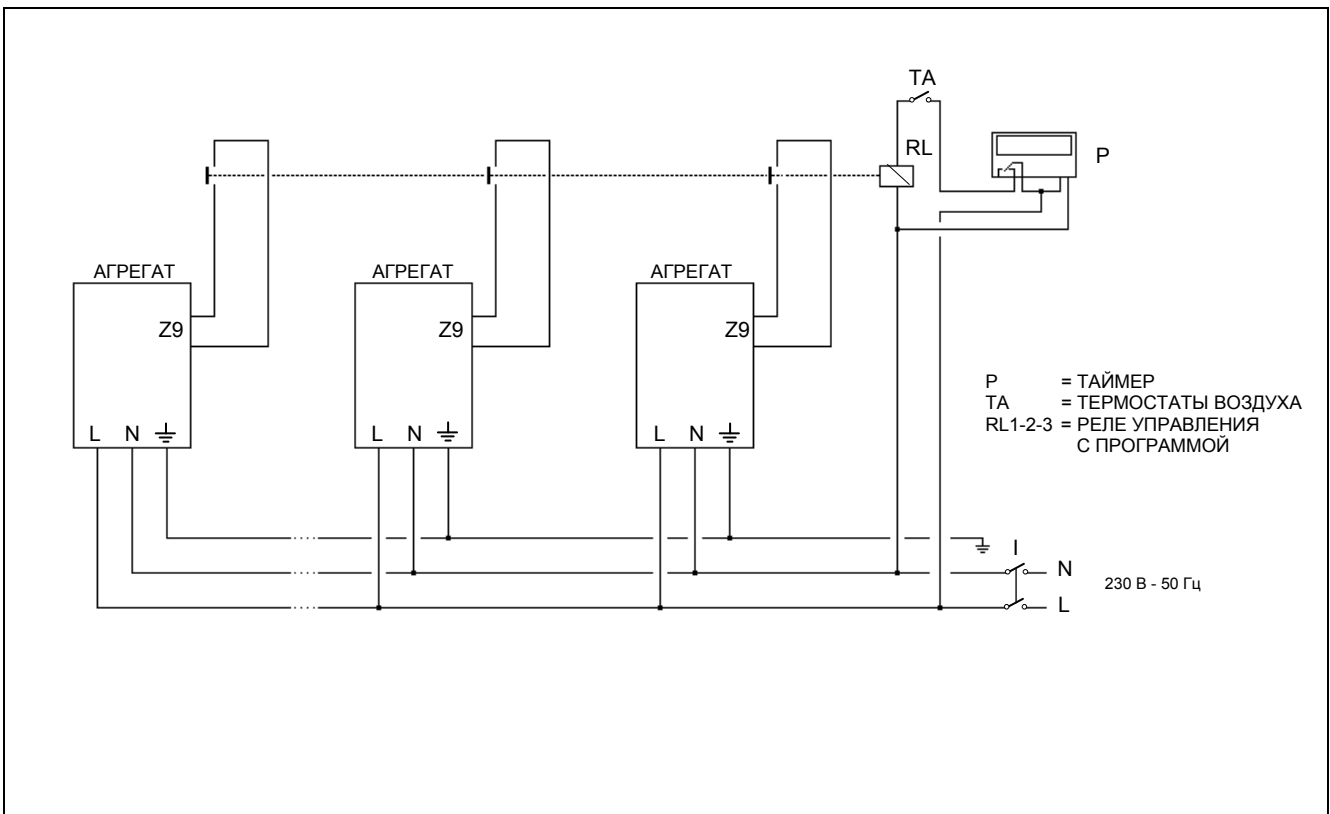 TA
RL
P
АГРЕГАТ АГРЕГАТ АГРЕГАТ
Z9 Z9 Z9
P = ТАЙМЕР
TA = ТЕРМОСТАТЫ ВОЗДУХА
RL1-2-3 = РЕЛЕ УПРАВЛЕНИЯ
С ПРОГРАММОЙ
L N L N L N
I
N
230 В - 50 Гц
L